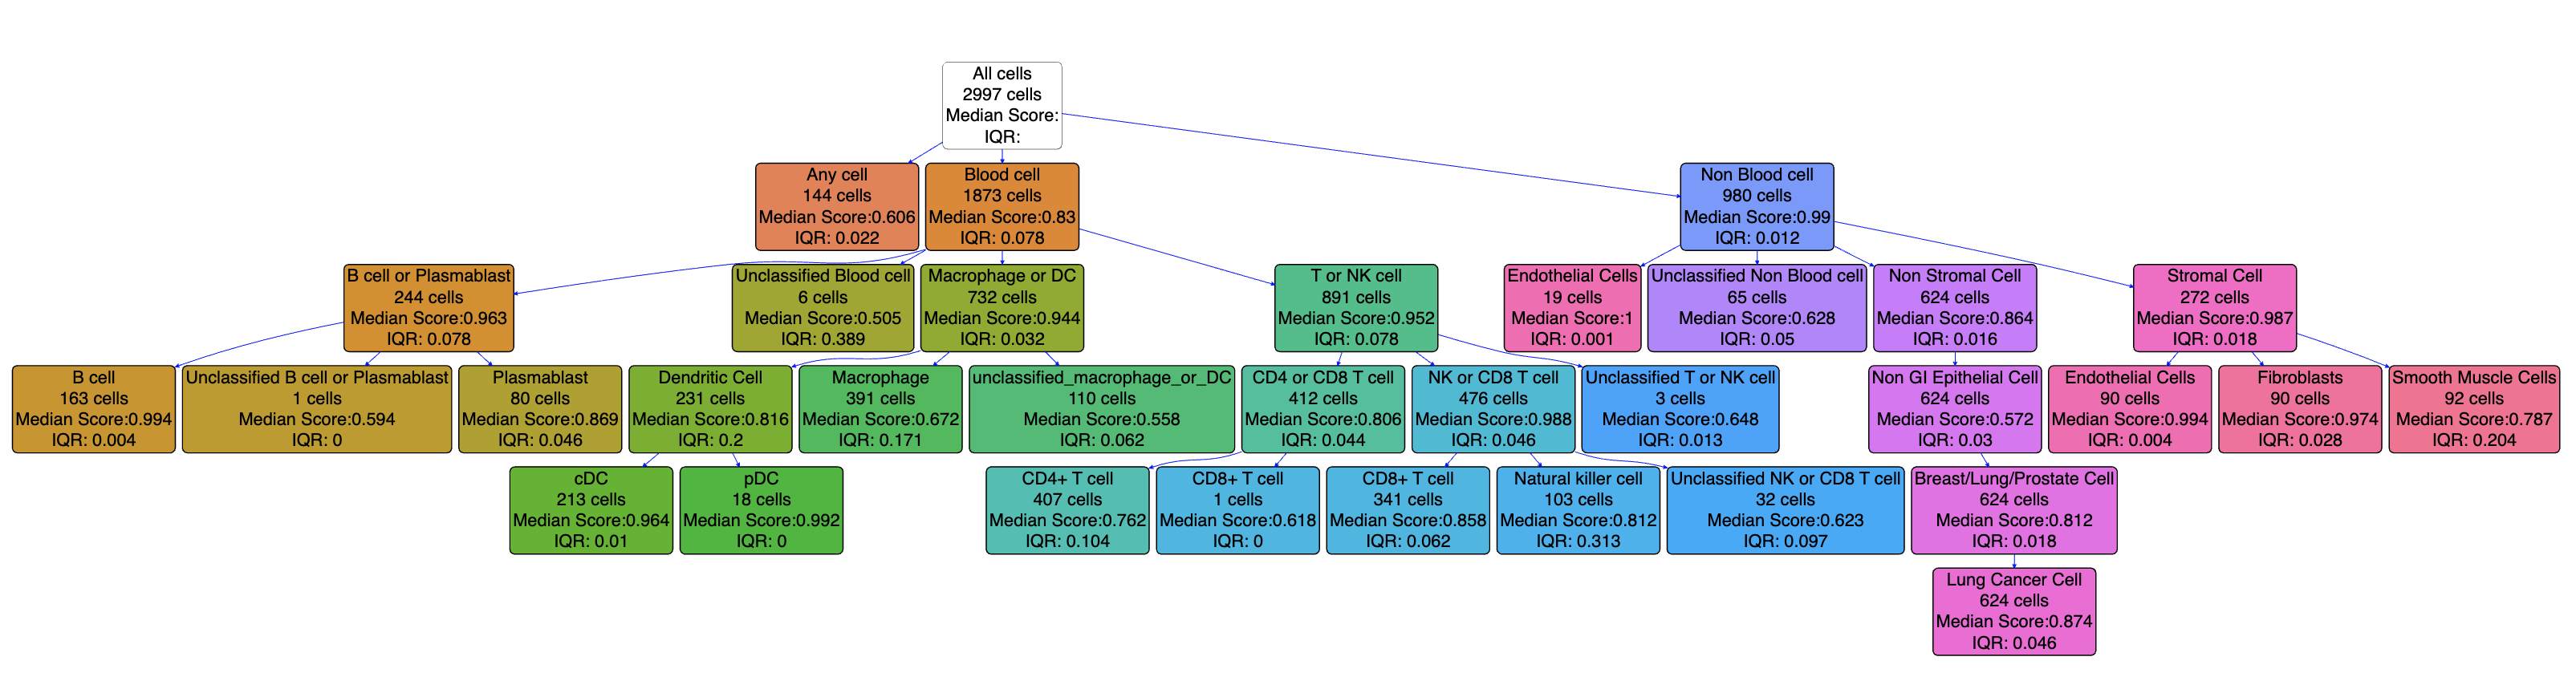 All cells
2997 cells
Median Score:
IQR:
Any cell
144 cells
Median Score:0.606
IQR: 0.022
Blood cell
1873 cells
Median Score:0.83
IQR: 0.078
Non Blood cell
980 cells
Median Score:0.99
IQR: 0.012
B cell or Plasmablast
244 cells
Median Score:0.963
IQR: 0.078
Unclassified Blood cell
6 cells
Median Score:0.505
IQR: 0.389
Macrophage or DC
732 cells
Median Score:0.944
IQR: 0.032
T or NK cell
891 cells
Median Score:0.952
IQR: 0.078
Endothelial Cells
19 cells
Median Score:1
IQR: 0.001
Unclassified Non Blood cell
65 cells
Median Score:0.628
IQR: 0.05
Non Stromal Cell
624 cells
Median Score:0.864
IQR: 0.016
Stromal Cell
272 cells
Median Score:0.987
IQR: 0.018
B cell
163 cells
Median Score:0.994
IQR: 0.004
Unclassified B cell or Plasmablast
1 cells
Median Score:0.594
IQR: 0
Plasmablast
80 cells
Median Score:0.869
IQR: 0.046
Dendritic Cell
231 cells
Median Score:0.816
IQR: 0.2
Macrophage
391 cells
Median Score:0.672
IQR: 0.171
unclassified_macrophage_or_DC
110 cells
Median Score:0.558
IQR: 0.062
CD4 or CD8 T cell
412 cells
Median Score:0.806
IQR: 0.044
NK or CD8 T cell
476 cells
Median Score:0.988
IQR: 0.046
Unclassified T or NK cell
3 cells
Median Score:0.648
IQR: 0.013
Non GI Epithelial Cell
624 cells
Median Score:0.572
IQR: 0.03
Endothelial Cells
90 cells
Median Score:0.994
IQR: 0.004
Fibroblasts
90 cells
Median Score:0.974
IQR: 0.028
Smooth Muscle Cells
92 cells
Median Score:0.787
IQR: 0.204
cDC
213 cells
Median Score:0.964
IQR: 0.01
pDC
18 cells
Median Score:0.992
IQR: 0
CD4+ T cell
407 cells
Median Score:0.762
IQR: 0.104
CD8+ T cell
1 cells
Median Score:0.618
IQR: 0
CD8+ T cell
341 cells
Median Score:0.858
IQR: 0.062
Natural killer cell
103 cells
Median Score:0.812
IQR: 0.313
Unclassified NK or CD8 T cell
32 cells
Median Score:0.623
IQR: 0.097
Breast/Lung/Prostate Cell
624 cells
Median Score:0.812
IQR: 0.018
Lung Cancer Cell
624 cells
Median Score:0.874
IQR: 0.046